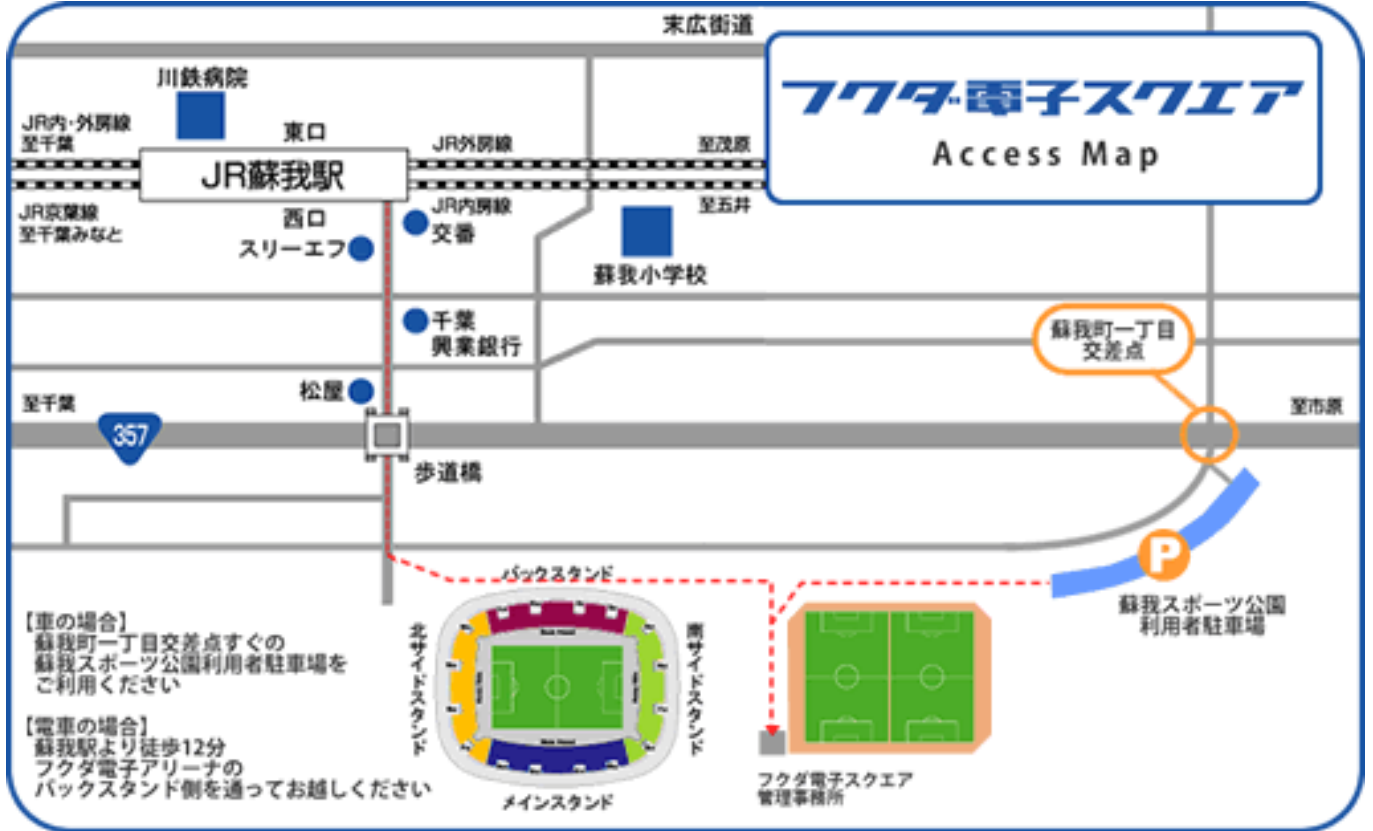 末広街道
フクダ電子スクエア
Access Map
川鉄病院
JR内・外房線
至千葉
東口
JR外房線
至茂原
JR蘇我駅
JR京葉線
至千葉みなと
西口
JR内房線
至五井
交番
スリーエフ
蘇我小学校
千葉
興業銀行
蘇我町一丁目
交差点
松屋
至千葉
至市原
357
歩道橋
P
蘇我スポーツ公園
利用者駐車場
バックスタンド
北サイドスタンド
南サイドスタンド
メインスタンド
【車の場合】
蘇我町一丁目交差点すぐの
蘇我スポーツ公園利用者駐車場を
ご利用ください
【電車の場合】
蘇我駅より徒歩12分
フクダ電子アリーナの
バックスタンド側を通ってお越しください
フクダ電子スクエア
管理事務所